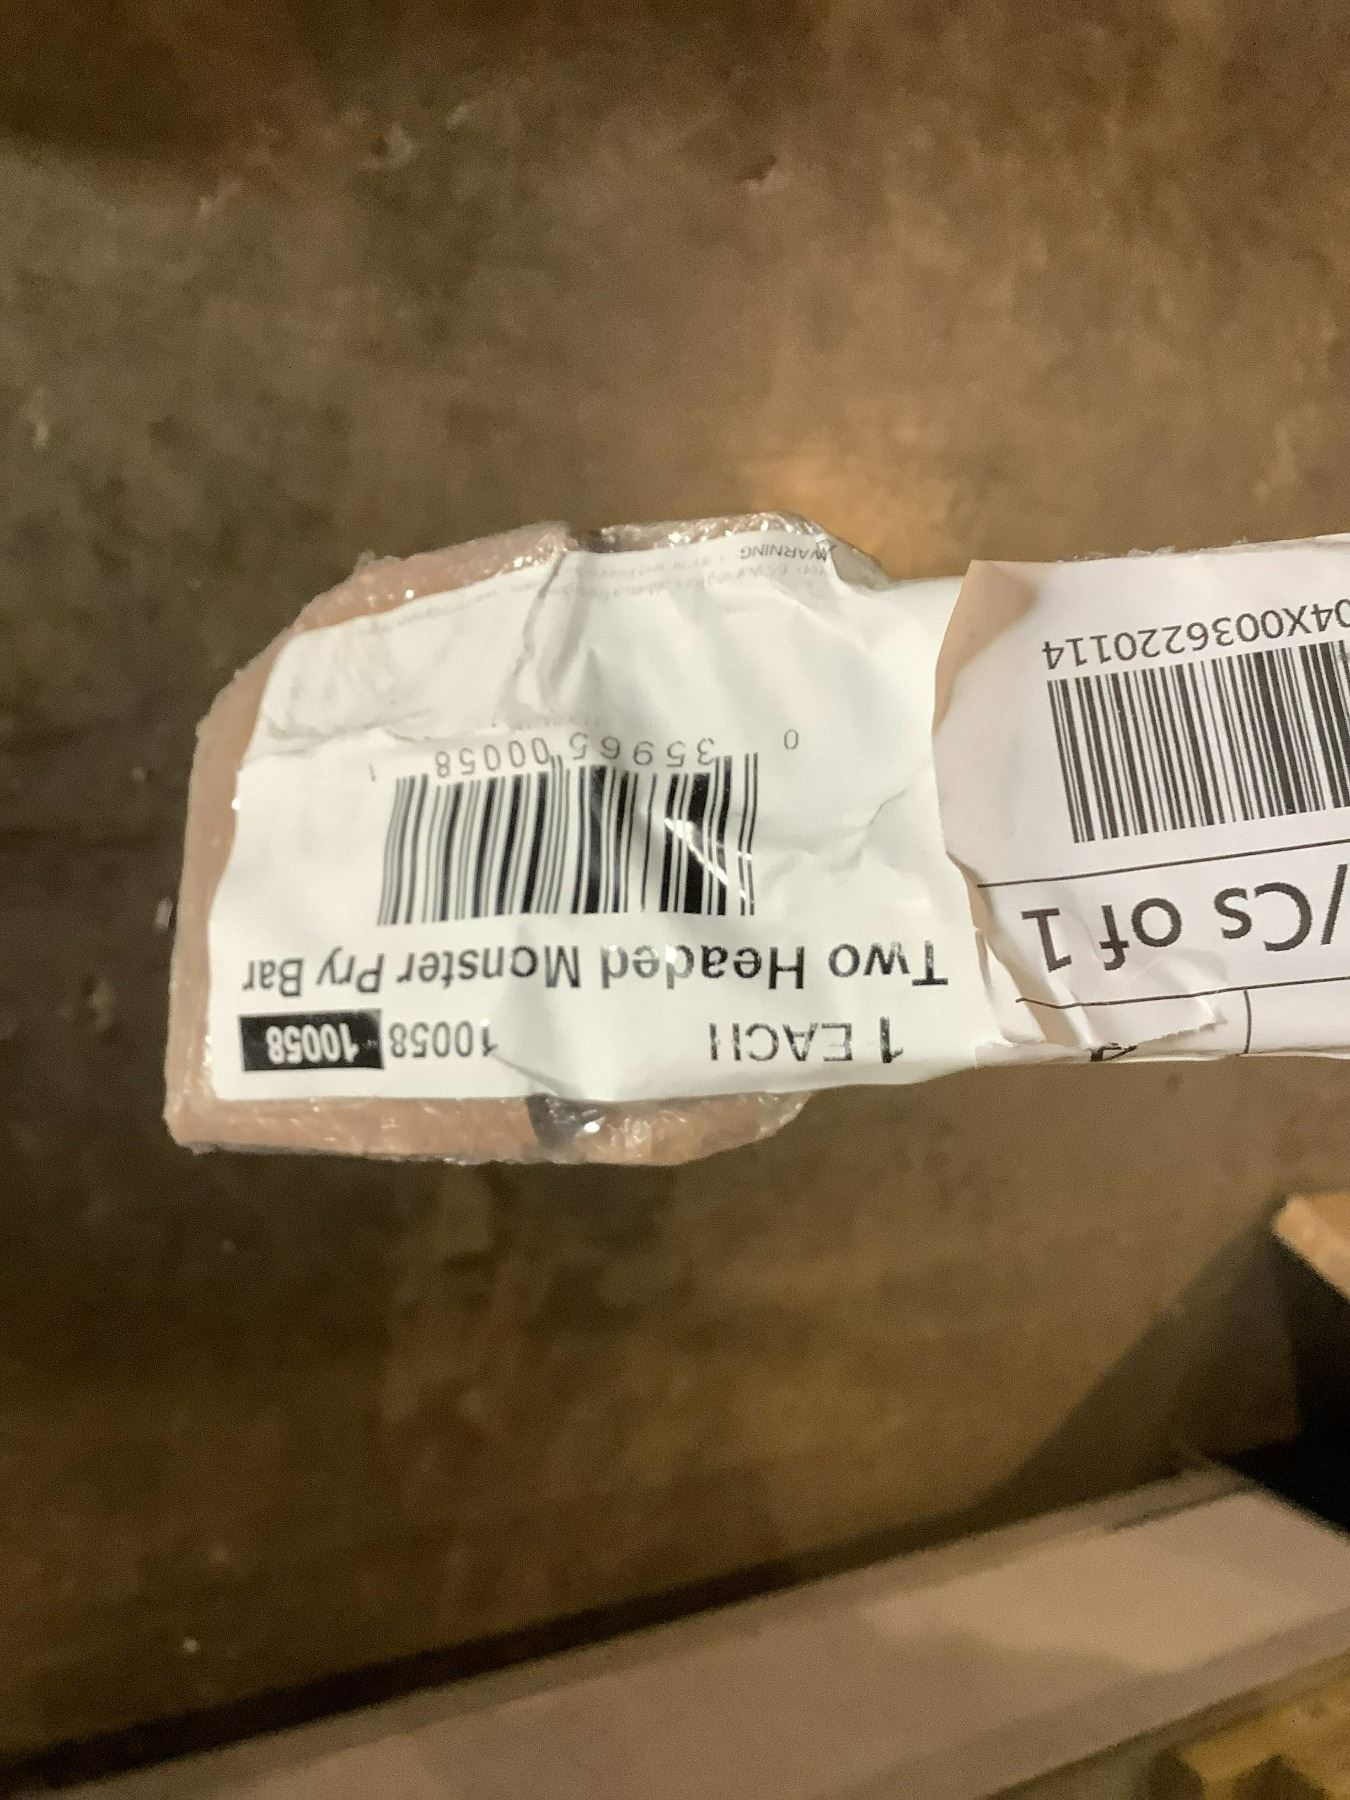 1 EACH 10058 10058
Two Headed Monster Pry Bar
0 35965 00058 1
WARNING
/Cs of 1
04X0036220114